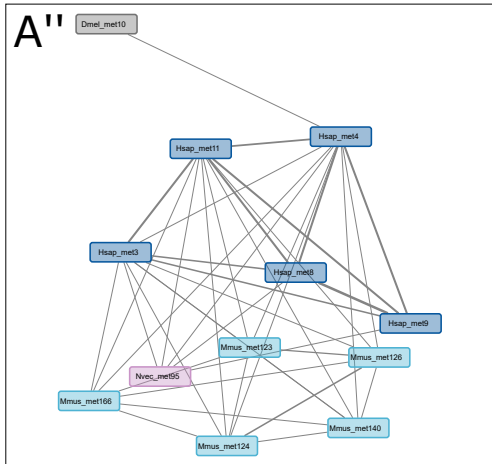 A''
Dmel_met10
Hsap_met4
Hsap_met11
Hsap_met3
Hsap_met8
Hsap_met9
Mmus_met123
Mmus_met126
Nvec_met95
Mmus_met166
Mmus_met140
Mmus_met124